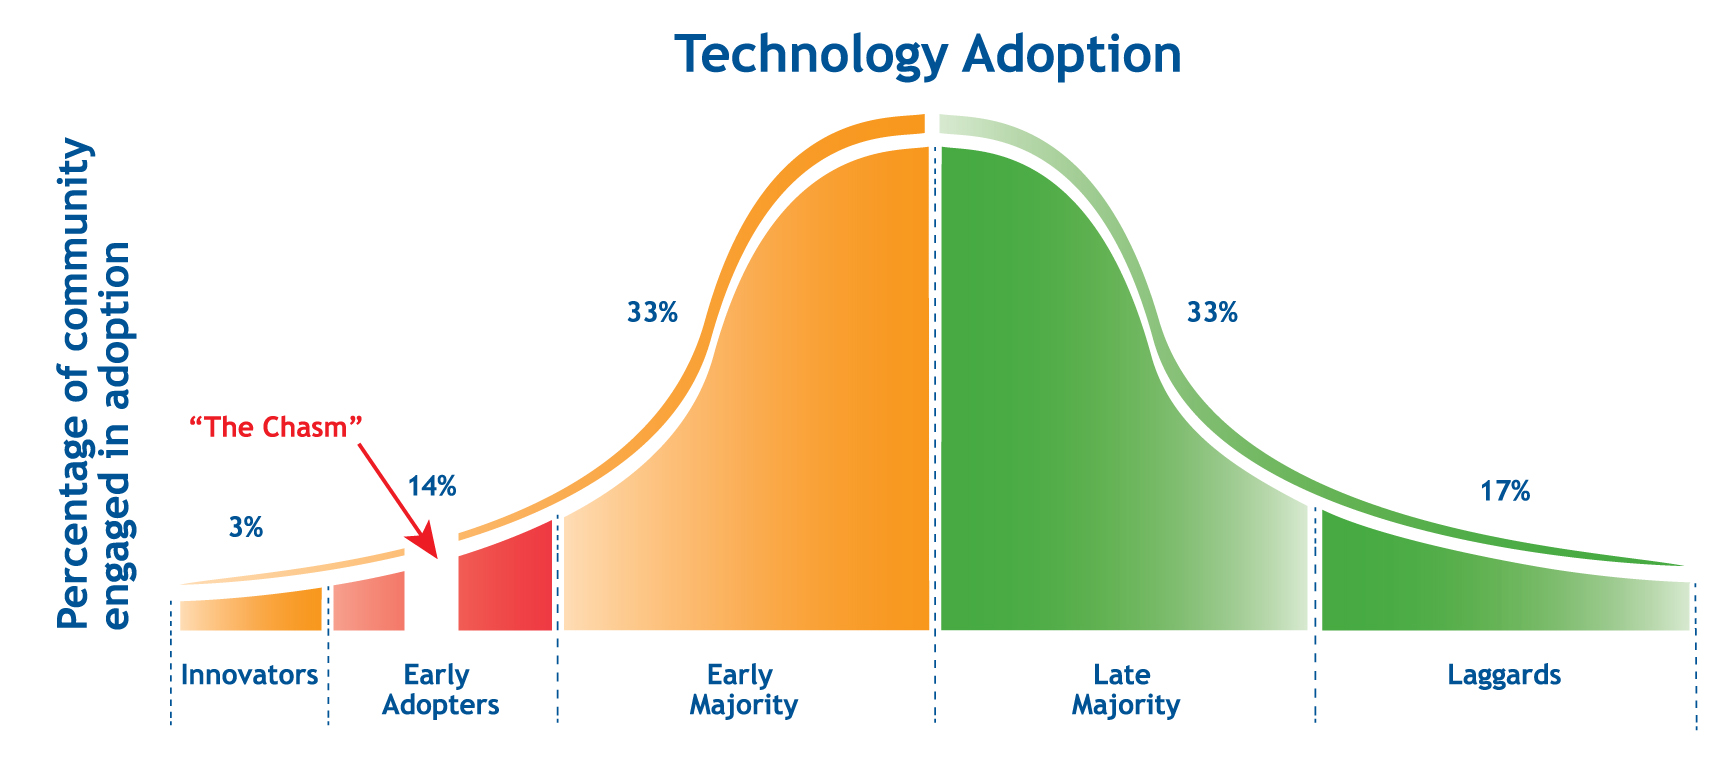 Technology Adoption
Percentage of community
engaged in adoption
“The Chasm”
3%
14%
33%
33%
17%
Innovators
Early
Adopters
Early
Majority
Late
Majority
Laggards